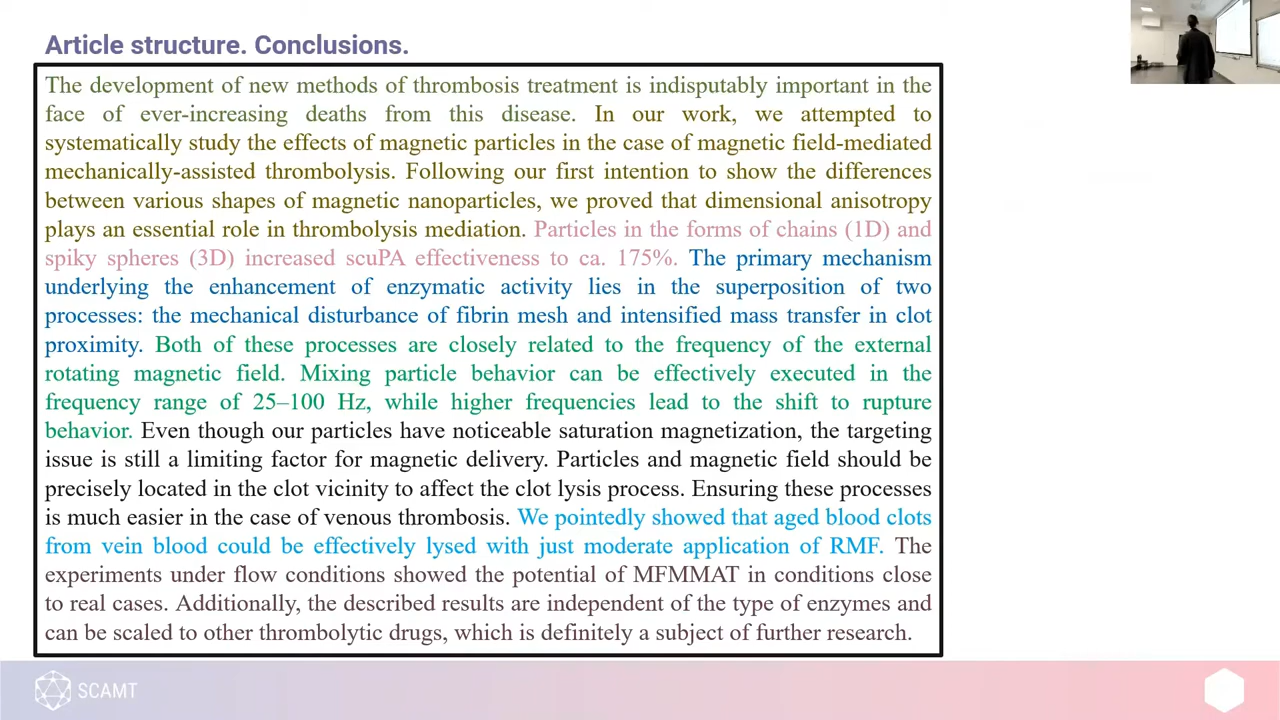 Article structure. Conclusions.
The development of new methods of thrombosis treatment is indisputably important in the
face of ever-increasing deaths from this disease. In our work, we attempted to
systematically study the effects of magnetic particles in the case of magnetic field-mediated
mechanically-assisted thrombolysis. Following our first intention to show the differences
between various shapes of magnetic nanoparticles, we proved that dimensional anisotropy
plays an essential role in thrombolysis mediation. Particles in the forms of chains (1D) and
spiky spheres (3D) increased scuPA effectiveness to ca. 175%. The primary mechanism
underlying the enhancement of enzymatic activity lies in the superposition of two
processes: the mechanical disturbance of fibrin mesh and intensified mass transfer in clot
proximity. Both of these processes are closely related to the frequency of the external
rotating magnetic field. Mixing particle behavior can be effectively executed in the
frequency range of 25–100 Hz, while higher frequencies lead to the shift to rupture
behavior. Even though our particles have noticeable saturation magnetization, the targeting
issue is still a limiting factor for magnetic delivery. Particles and magnetic field should be
precisely located in the clot vicinity to affect the clot lysis process. Ensuring these processes
is much easier in the case of venous thrombosis. We pointedly showed that aged blood clots
from vein blood could be effectively lysed with just moderate application of RMF. The
experiments under flow conditions showed the potential of MFMMAT in conditions close
to real cases. Additionally, the described results are independent of the type of enzymes and
can be scaled to other thrombolytic drugs, which is definitely a subject of further research.
SCAMT